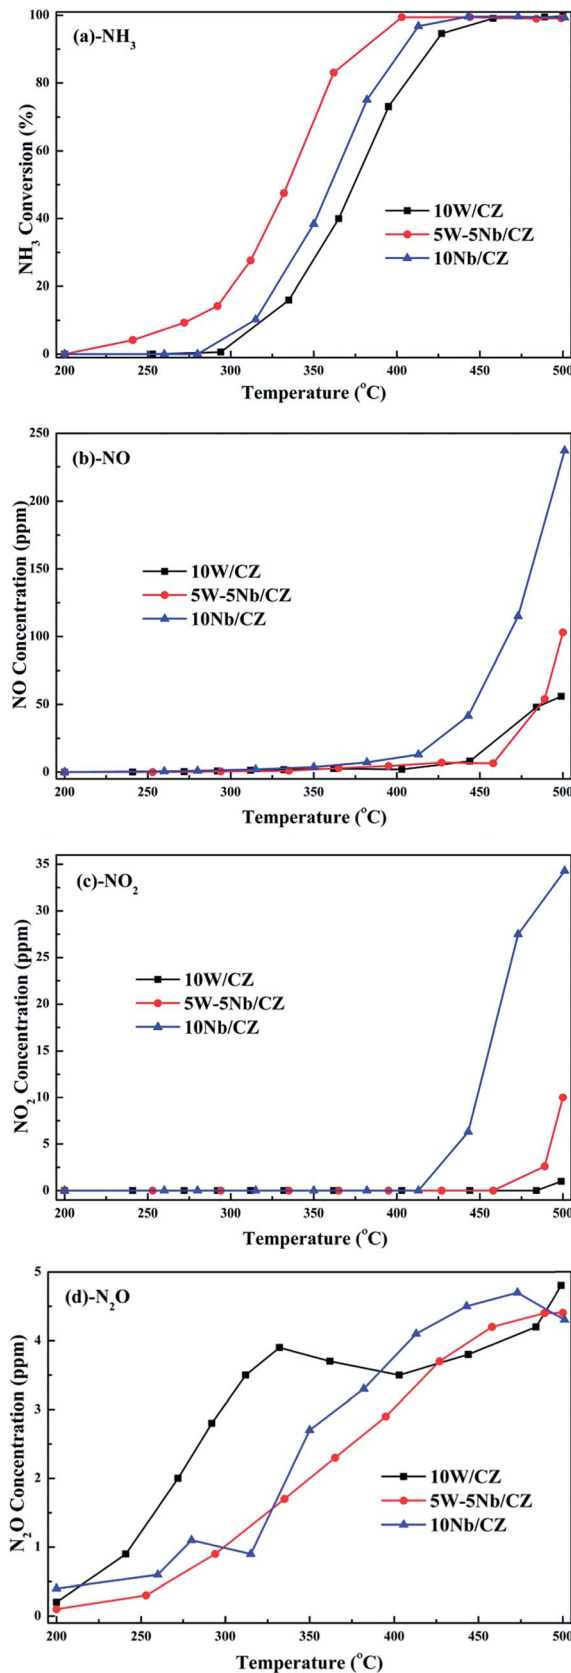 (a)-NH3
100
80
60
40
20
0
NH3 Conversion (%)
10W/CZ
5W-5Nb/CZ
10Nb/CZ
200 250 300 350 400 450 500
Temperature (oC)
(b)-NO
250
200
150
100
50
0
NO Concentration (ppm)
10W/CZ
5W-5Nb/CZ
10Nb/CZ
200 250 300 350 400 450 500
Temperature (oC)
(c)-NO2
35
30
25
20
15
10
5
0
NO2 Concentration (ppm)
10W/CZ
5W-5Nb/CZ
10Nb/CZ
200 250 300 350 400 450 500
Temperature (oC)
(d)-N2O
5
4
3
2
1
0
N2O Concentration (ppm)
10W/CZ
5W-5Nb/CZ
10Nb/CZ
200 250 300 350 400 450 500
Temperature (oC)